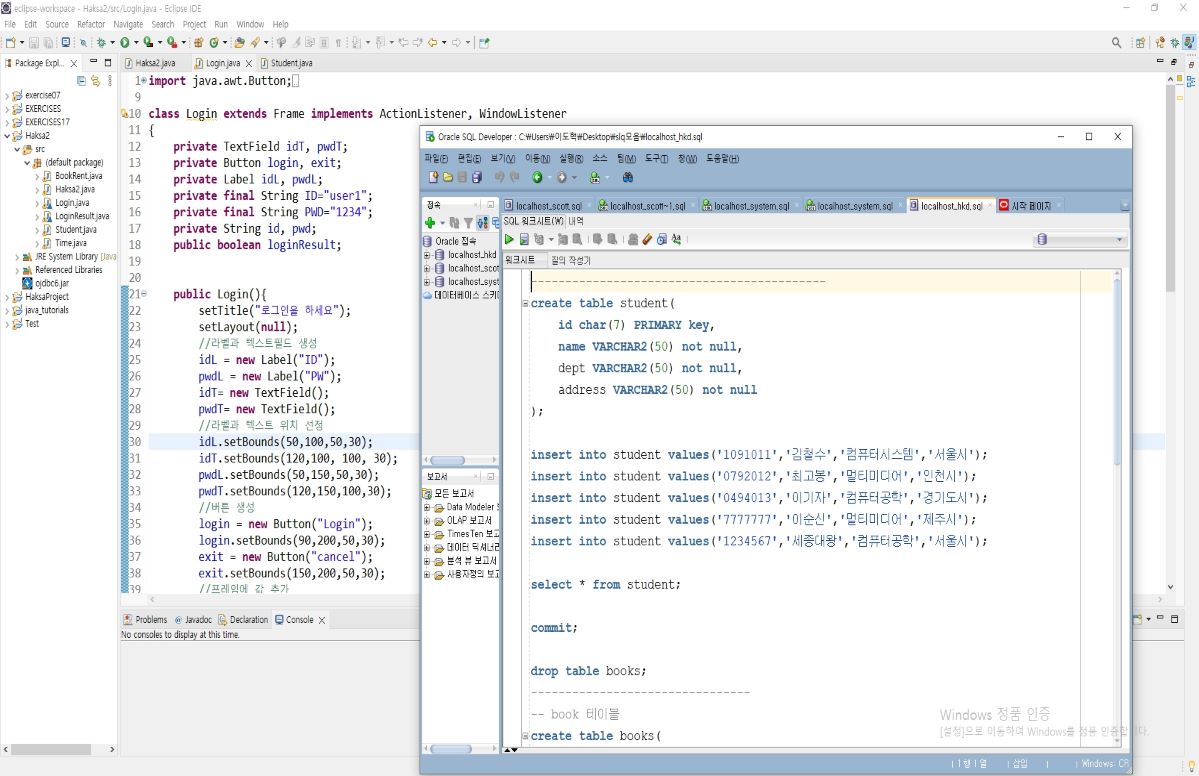 eclipse-workspace - Haksa2/src/Login.java - Eclipse IDE
File Edit Source Refactor Navigate Search Project Run Window Help
Package Expl...
exercise07
EXERCISES
EXERCISES17
Haksa2
src
(default package)
BookRent.java
Haksa2.java
Login.java
LoginResult.java
Student.java
Time.java
JRE System Library [Java
Referenced Libraries
ojdbc6.jar
HaksaProject
java_tutorials
Test
Haksa2.java Login.java Student.java
1 import java.awt.Button;
9
10 class Login extends Frame implements ActionListener, WindowListener
11 {
12 private TextField idT, pwdT;
13 private Button login, exit;
14 private Label idL, pwdL;
15 private final String ID="user1";
16 private final String PWD="1234";
17 private String id, pwd;
18 public boolean loginResult;
19
20
21 public Login(){
22 setTitle("로그인을 하세요");
23 setLayout(null);
24 //라벨과 텍스트필드 생성
25 idL = new Label("ID");
26 pwdL = new Label("PW");
27 idT= new TextField();
28 pwdT= new TextField();
29 //라벨과 텍스트 위치 선정
30 idL.setBounds(50,100,50,30);
31 idT.setBounds(120,100, 100, 30);
32 pwdL.setBounds(50,150,50,30);
33 pwdT.setBounds(120,150,100,30);
34 //버튼 생성
35 login = new Button("Login");
36 login.setBounds(90,200,50,30);
37 exit = new Button("cancel");
38 exit.setBounds(150,200,50,30);
39 //프레임에 값 추가
Problems Javadoc Declaration Console
No consoles to display at this time.
Oracle SQL Developer : C:\Users\이도혁\Desktop\slq모음\localhost_hkd.sql
파일(F) 편집(E) 보기(V) 이동(N) 실행(R) 소스 팀(M) 도구(T) 창(W) 도움말(H)
접속
Oracle 접속
localhost_hkd
localhost_scot
localhost_syst
데이터베이스 스키마
보고서
모든 보고서
Data Modeler
OLAP 보고서
TimesTen 보고
데이터 딕셔너리
분석 뷰 보고서
사용자정의 보고
localhost_scott.sql localhost_scott~1.sql localhost_system.sql localhost_system.sql localhost_hkd.sql 시작 페이지
SQL 워크시트(W) 내역
워크시트 질의 작성기
---------------------------------------
create table student(
id char(7) PRIMARY key,
name VARCHAR2(50) not null,
dept VARCHAR2(50) not null,
address VARCHAR2(50) not null
);
insert into student values('1091011','김철수','컴퓨터시스템','서울시');
insert into student values('0792012','최고봉','멀티미디어','인천시');
insert into student values('0494013','이기자','컴퓨터공학','경기도시');
insert into student values('7777777','이순신','멀티미디어','제주시');
insert into student values('1234567','세종대왕','컴퓨터공학','서울시');
select * from student;
commit;
drop table books;
-----------------------------
-- book 테이블
create table books(
Windows 정품 인증
[설정]으로 이동하여 Windows를 정품 인증합니다.
1행 1열 삽입 Windows: CR